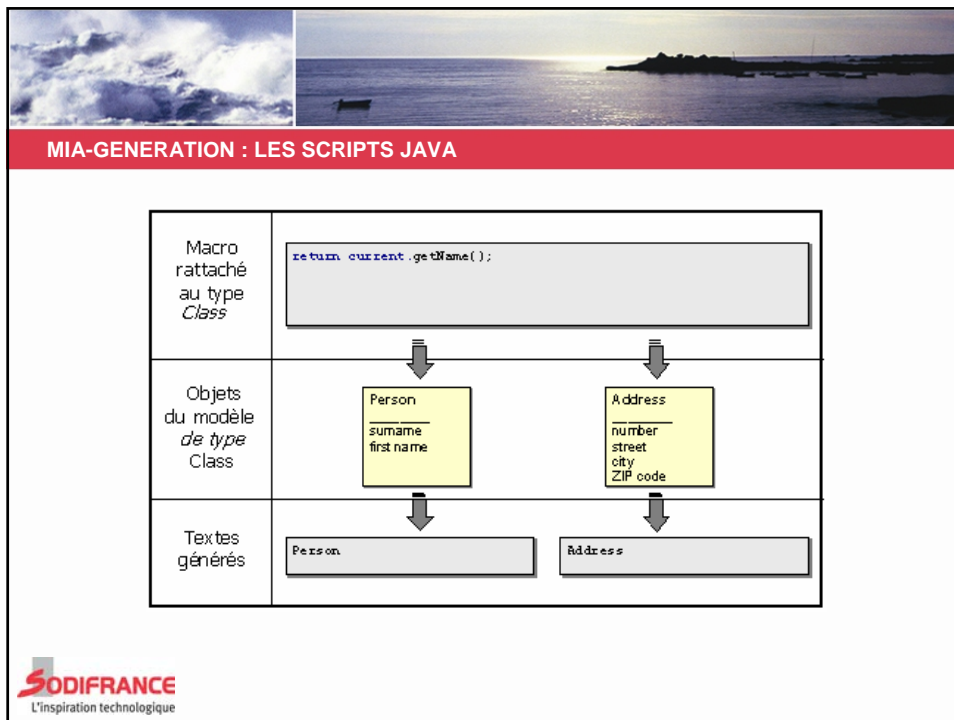 MIA-GENERATION : LES SCRIPTS JAVA
Macro
rattaché
au type
Class
return current.getName();
Objets
du modèle
de type
Class
Person
surname
first name
Address
number
street
city
ZIP code
Textes
générés
Person
Address
SODIFRANCE
L'inspiration technologique